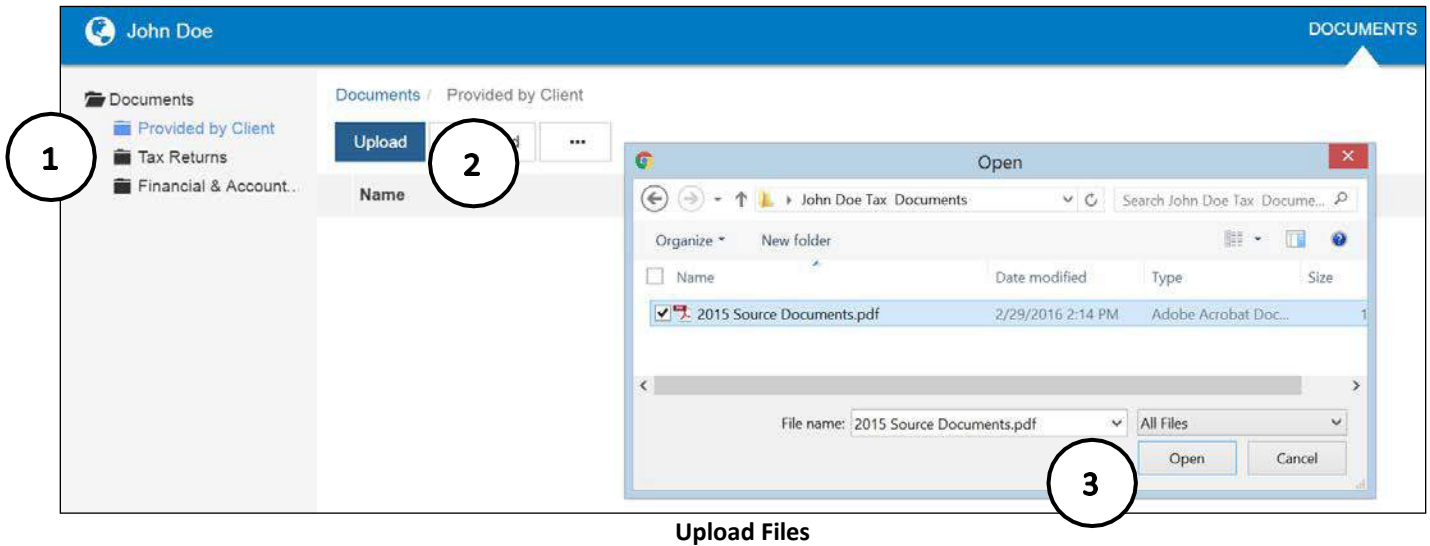 John Doe
DOCUMENTS
Documents
Provided by Client
Tax Returns
Financial & Account..
1
Documents / Provided by Client
Upload
2
d
...
Name
Open
John Doe Tax Documents
Search John Doe Tax Docume...
Organize
New folder
Name
Date modified
Type
Size
2015 Source Documents.pdf
2/29/2016 2:14 PM
Adobe Acrobat Doc...
1
File name: 2015 Source Documents.pdf
All Files
Open
Cancel
3
Upload Files